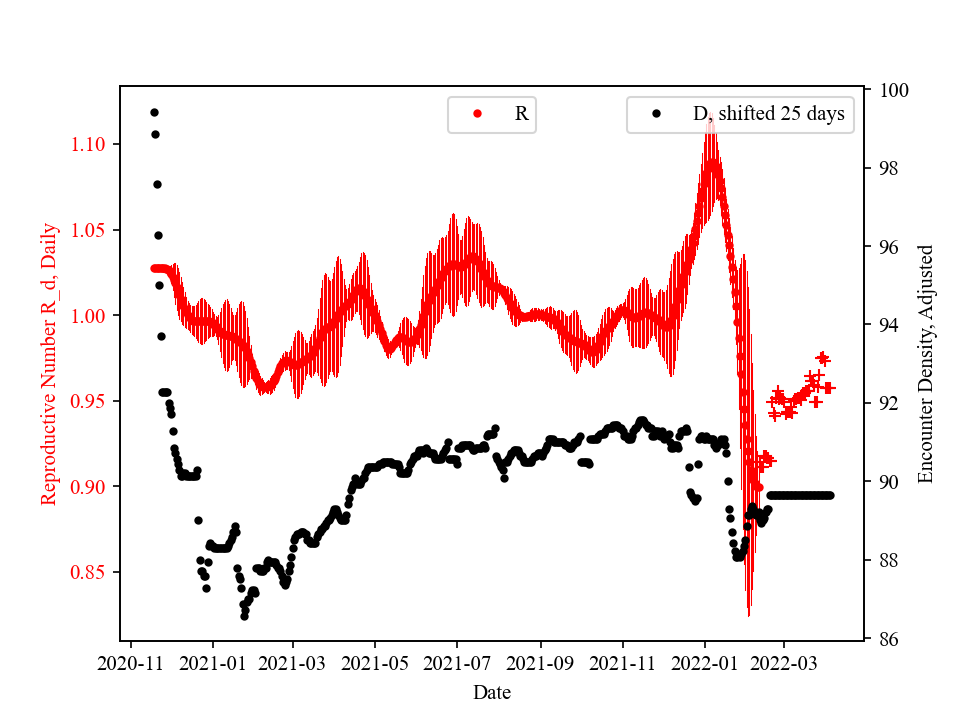 R
D, shifted 25 days
Reproductive Number R_d, Daily
1.10
1.05
1.00
0.95
0.90
0.85
100
98
96
94
92
90
88
86
Encounter Density, Adjusted
2020-11 2021-01 2021-03 2021-05 2021-07 2021-09 2021-11 2022-01 2022-03
Date